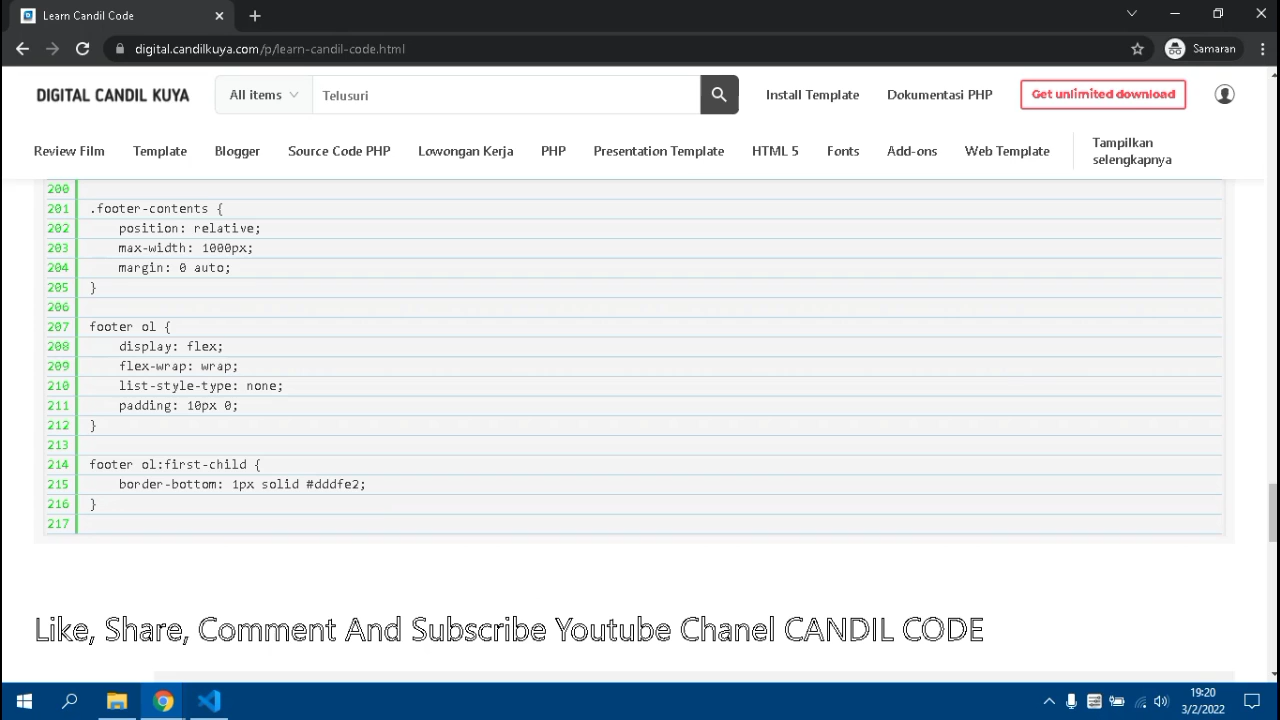 Learn Candil Code
digital.candilkuya.com/p/learn-candil-code.html
Samaran
DIGITAL CANDIL KUYA
All items
Telusuri
Install Template
Dokumentasi PHP
Get unlimited download
Review Film
Template
Blogger
Source Code PHP
Lowongan Kerja
PHP
Presentation Template
HTML 5
Fonts
Add-ons
Web Template
Tampilkan
selengkapnya
200
201 .footer-contents {
202 position: relative;
203 max-width: 1000px;
204 margin: 0 auto;
205 }
206
207 footer ol {
208 display: flex;
209 flex-wrap: wrap;
210 list-style-type: none;
211 padding: 10px 0;
212 }
213
214 footer ol:first-child {
215 border-bottom: 1px solid #dddfe2;
216 }
217
Like, Share, Comment And Subscribe Youtube Chanel CANDIL CODE
19:20
3/2/2022